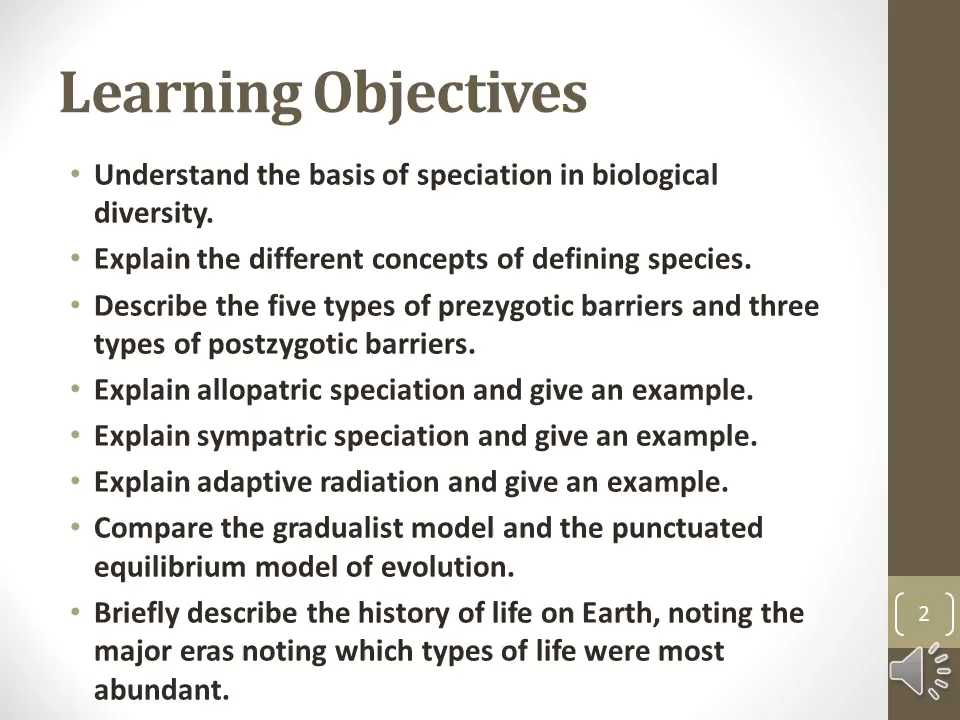 Learning Objectives
• Understand the basis of speciation in biological
diversity.
• Explain the different concepts of defining species.
• Describe the five types of prezygotic barriers and three
types of postzygotic barriers.
• Explain allopatric speciation and give an example.
• Explain sympatric speciation and give an example.
• Explain adaptive radiation and give an example.
• Compare the gradualist model and the punctuated
equilibrium model of evolution.
• Briefly describe the history of life on Earth, noting the
major eras noting which types of life were most
abundant.
2